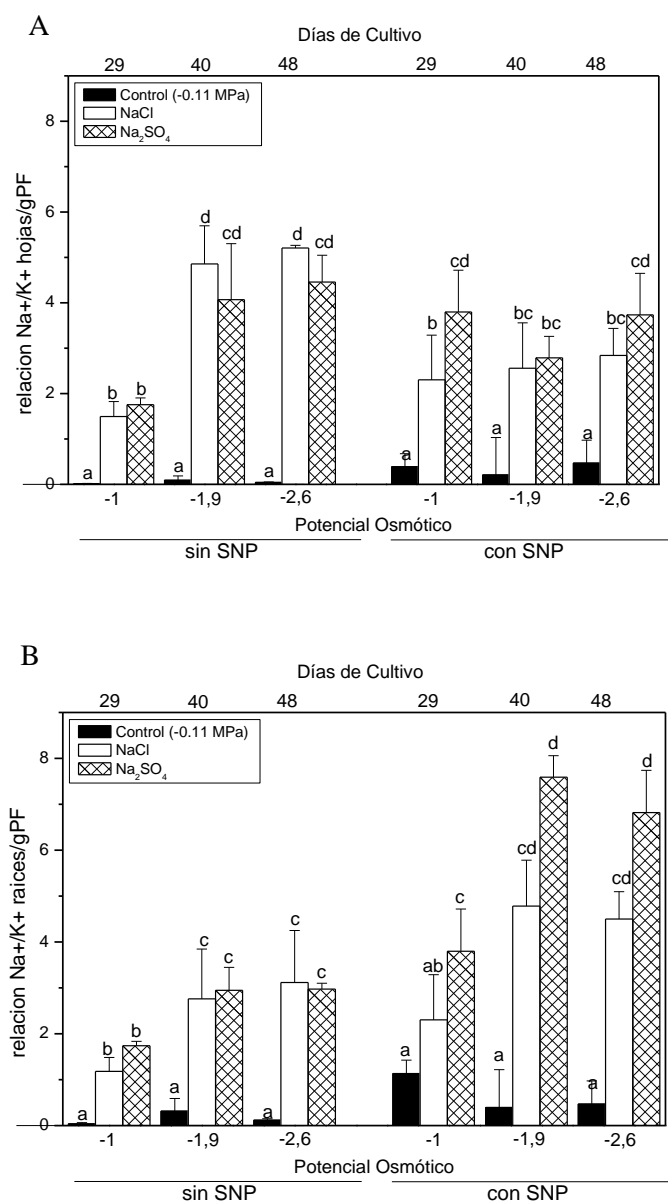 A
Días de Cultivo
29 40 48 29 40 48
Control (-0.11 MPa)
NaCl
Na2SO4
relacion Na+/K+ hojas/gPF
8
6
4
2
0
a b b a d cd a d cd a b cd a bc bc a bc cd
-1 -1,9 -2,6 -1 -1,9 -2,6
Potencial Osmótico
sin SNP con SNP
B
Días de Cultivo
29 40 48 29 40 48
Control (-0.11 MPa)
NaCl
Na2SO4
relacion Na+/K+ raices/gPF
8
6
4
2
0
a b b a c c a c c a ab c a cd d a cd d
-1 -1,9 -2,6 -1 -1,9 -2,6
Potencial Osmótico
sin SNP con SNP